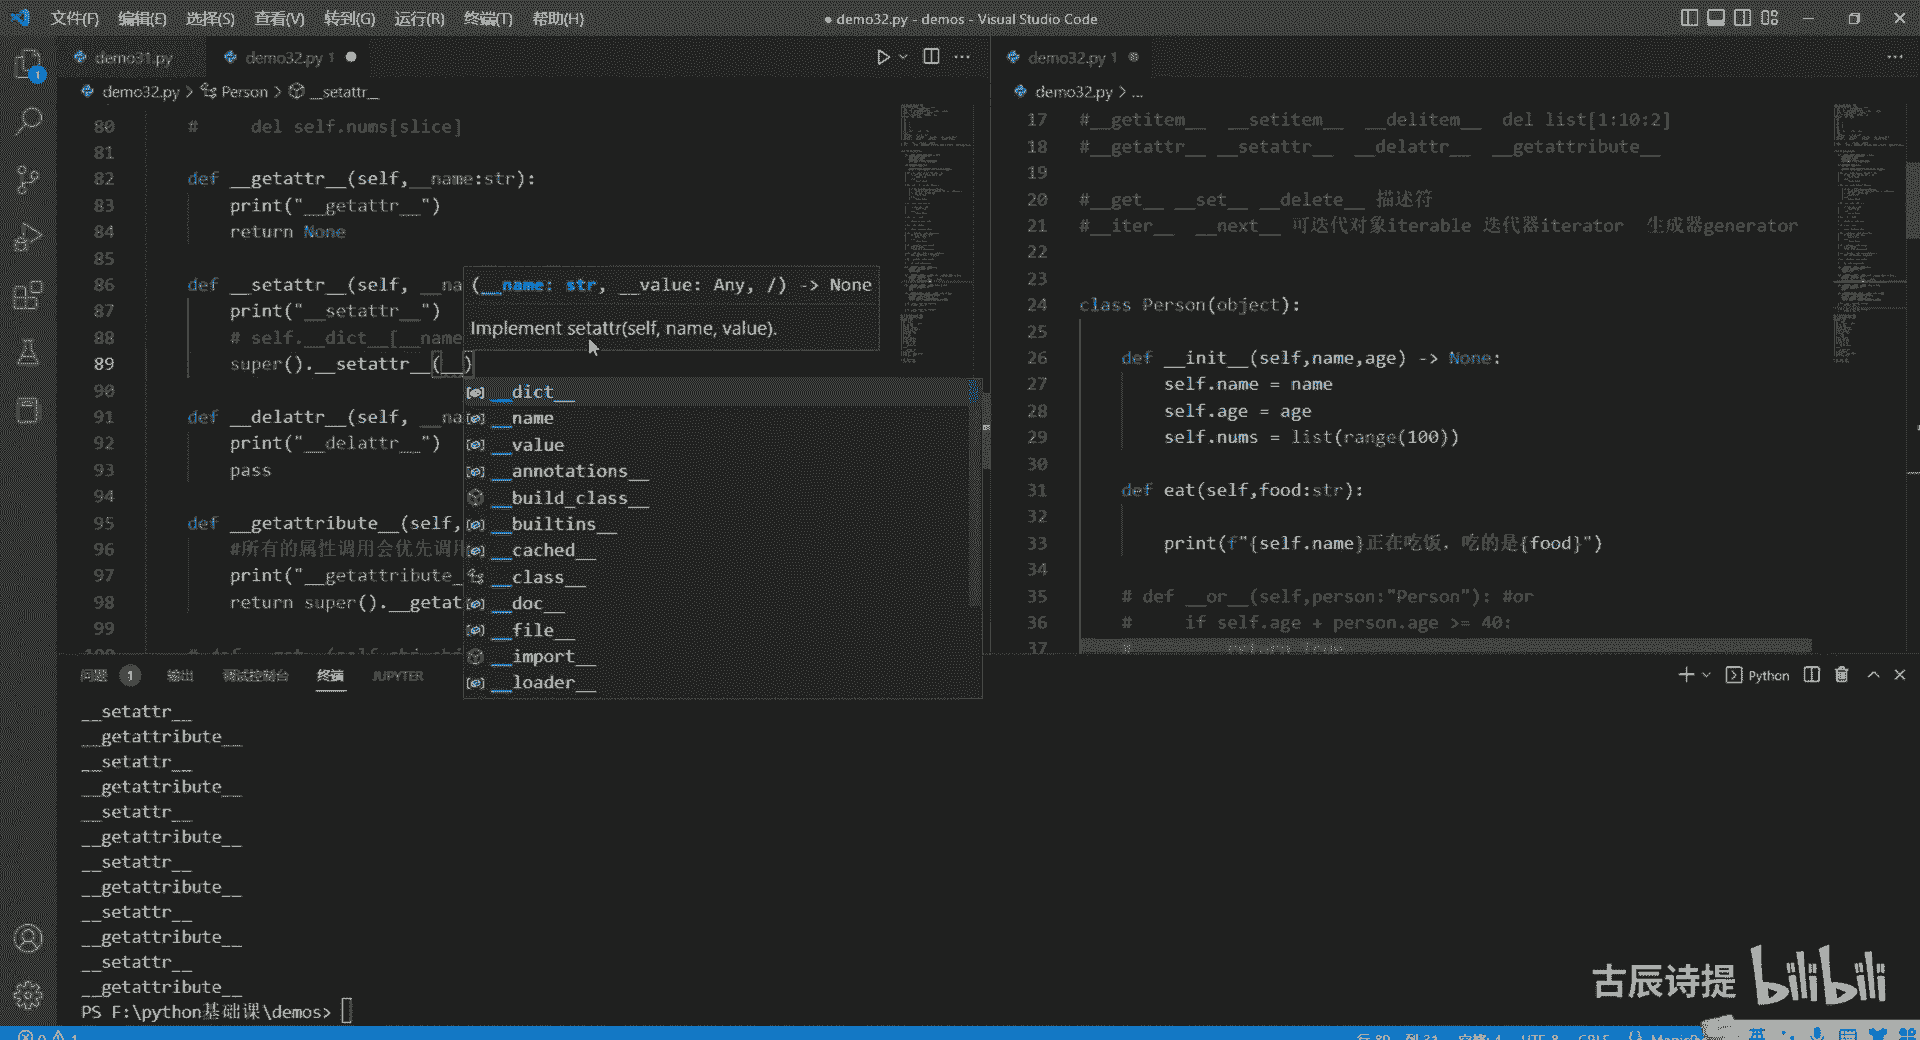 文件(F) 编辑(E) 选择(S) 查看(V) 转到(G) 运行(R) 终端(T) 帮助(H) ● demo32.py - demos - Visual Studio Code
demo31.py demo32.py 1 ●
demo32.py > Person > __setattr__
80 # del self.nums[slice]
81
82 def __getattr__(self,__name:str):
83 print("__getattr__")
84 return None
85
86 def __setattr__(self, __na
87 print("__setattr__")
88 # self.__dict__[__name
89 super().__setattr__(__)
90
91 def __delattr__(self, __na
92 print("__delattr__")
93 pass
94
95 def __getattribute__(self,
96 #所有的属性调用会优先调用
97 print("__getattribute_
98 return super().__getat
99
(__name: str, __value: Any, /) -> None
Implement setattr(self, name, value).
__dict__
__name
__value
__annotations__
__build_class__
__builtins__
__cached__
__class__
__doc__
__file__
__import__
__loader__
demo32.py 1
demo32.py > ...
17 #__getitem__ __setitem__ __delitem__ del list[1:10:2]
18 #__getattr__ __setattr__ __delattr__ __getattribute__
19
20 #__get__ __set__ __delete__ 描述符
21 #__iter__ __next__ 可迭代对象iterable 迭代器iterator 生成器generator
22
23
24 class Person(object):
25
26 def __init__(self,name,age) -> None:
27 self.name = name
28 self.age = age
29 self.nums = list(range(100))
30
31 def eat(self,food:str):
32
33 print(f"{self.name}正在吃饭，吃的是{food}")
34
35 # def __or__(self,person:"Person"): #or
36 # if self.age + person.age >= 40:
37 # return True
问题 1 输出 调试控制台 终端 JUPYTER
Python
__setattr__
__getattribute__
__setattr__
__getattribute__
__setattr__
__getattribute__
__setattr__
__getattribute__
__setattr__
__getattribute__
__setattr__
__getattribute__
PS F:\python基础课\demos>
古辰诗提 bilibili